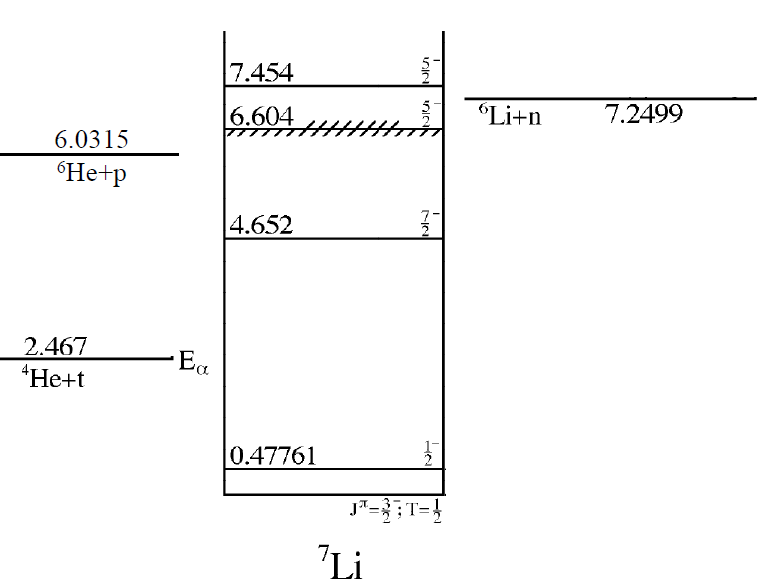 7.454 5/2⁻
6.604 5/2⁻
⁶Li+n 7.2499
6.0315
⁶He+p
4.652 7/2⁻
2.467
⁴He+t
Eα
0.47761 1/2⁻
Jπ=3/2⁻; T=1/2
⁷Li